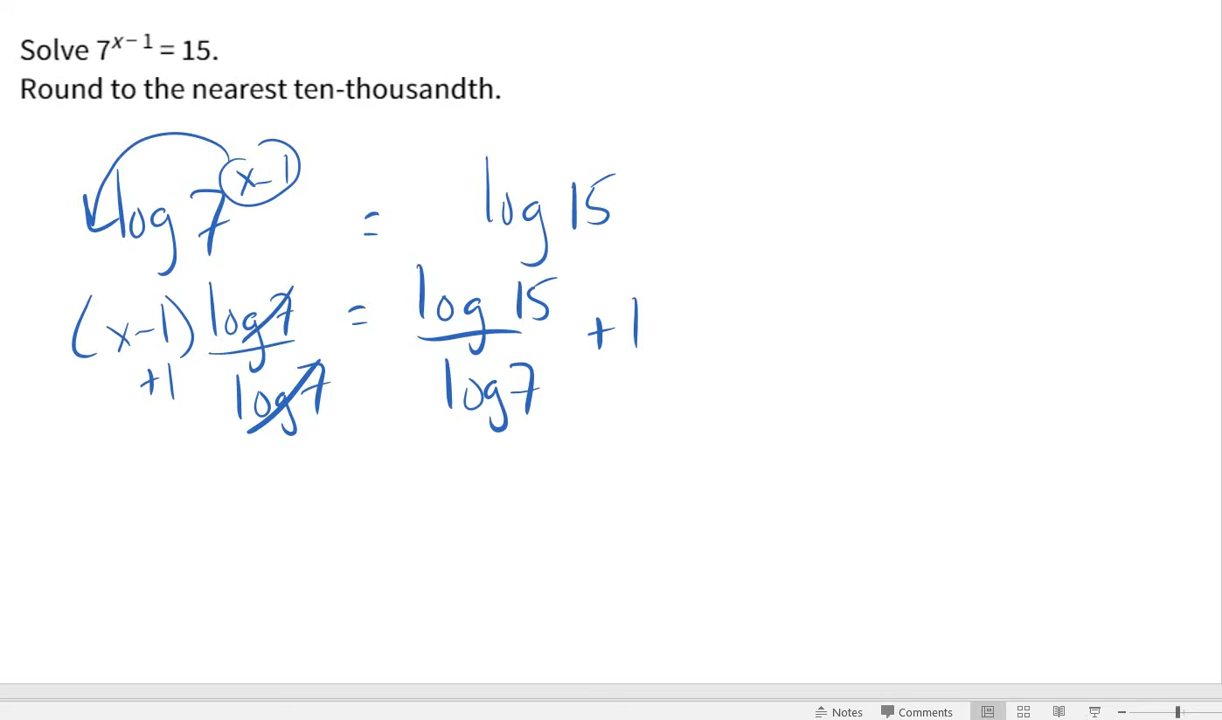 Solve 7^{x-1} = 15.
Round to the nearest ten-thousandth.
log 7^{x-1} = log 15
(x-1) log 7 / log 7 = log 15 / log 7 + 1
+1
Notes Comments